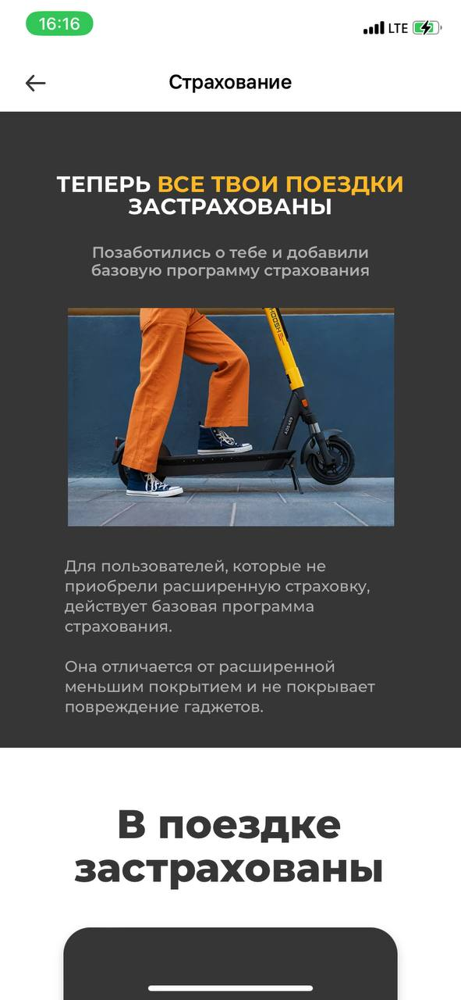 16:16
LTE
Страхование
ТЕПЕРЬ ВСЕ ТВОИ ПОЕЗДКИ
ЗАСТРАХОВАНЫ
Позаботились о тебе и добавили
базовую программу страхования
HOOSH
AD5469
Для пользователей, которые не
приобрели расширенную страховку,
действует базовая программа
страхования.
Она отличается от расширенной
меньшим покрытием и не покрывает
повреждение гаджетов.
В поездке
застрахованы